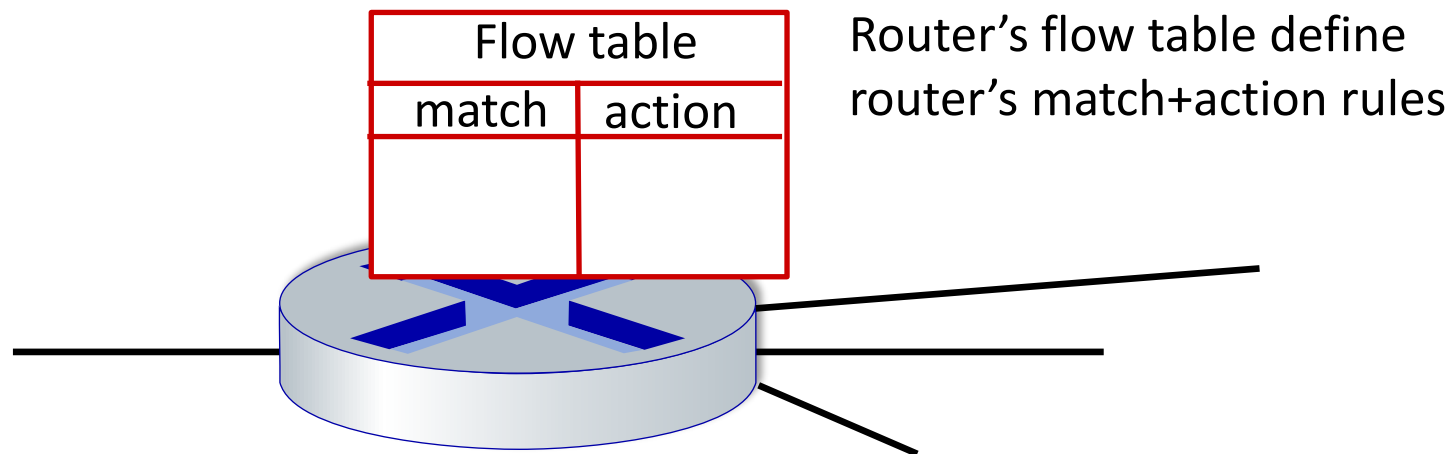 Flow table
match action
Router’s flow table define
router’s match+action rules